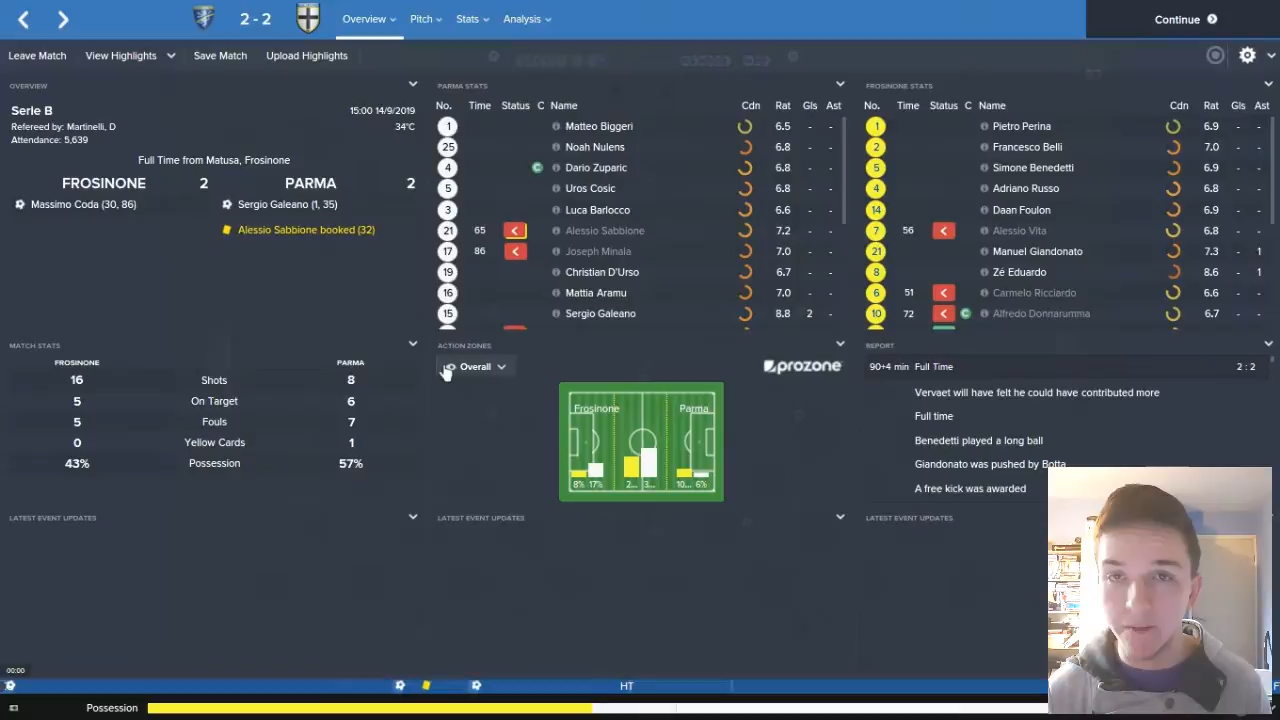 2 - 2
Overview
Pitch
Stats
Analysis
Continue
Leave Match
View Highlights
Save Match
Upload Highlights
OVERVIEW
Serie B
15:00 14/9/2019
Refereed by: Martinelli, D
34°C
Attendance: 5,639
Full Time from Matusa, Frosinone
FROSINONE 2 PARMA 2
Massimo Coda (30, 86) Sergio Galeano (1, 35)
Alessio Sabbione booked (32)
PARMA STATS
No. Time Status C Name Cdn Rat Gls Ast
1 Matteo Biggeri 6.5 - -
25 Noah Nulens 6.8 - -
4 C Dario Zuparic 6.8 - -
5 Uros Cosic 6.8 - -
3 Luca Barlocco 6.6 - -
21 65 Alessio Sabbione 7.2 - -
17 86 Joseph Minala 7.0 - -
19 Christian D'Urso 6.7 - -
16 Mattia Aramu 7.0 - -
15 Sergio Galeano 8.8 2 -
FROSINONE STATS
No. Time Status C Name Cdn Rat Gls Ast
1 Pietro Perina 6.9 - -
2 Francesco Belli 7.0 - -
5 Simone Benedetti 6.9 - -
4 Adriano Russo 6.8 - -
14 Daan Foulon 6.9 - -
7 56 Alessio Vita 6.8 - -
21 Manuel Giandonato 7.3 - 1
8 Zé Eduardo 8.6 - 1
6 51 Carmelo Ricciardo 6.6 - -
10 72 C Alfredo Donnarumma 6.7 - -
MATCH STATS
FROSINONE PARMA
16 Shots 8
5 On Target 6
5 Fouls 7
0 Yellow Cards 1
43% Possession 57%
ACTION ZONES
Overall
prozone
Frosinone Parma
8% 17% 2... 3... 10... 6%
REPORT
90+4 min Full Time 2 : 2
Vervaet will have felt he could have contributed more
Full time
Benedetti played a long ball
Giandonato was pushed by Botta
A free kick was awarded
LATEST EVENT UPDATES
LATEST EVENT UPDATES
LATEST EVENT UPDATES
00:00
HT
F
Possession